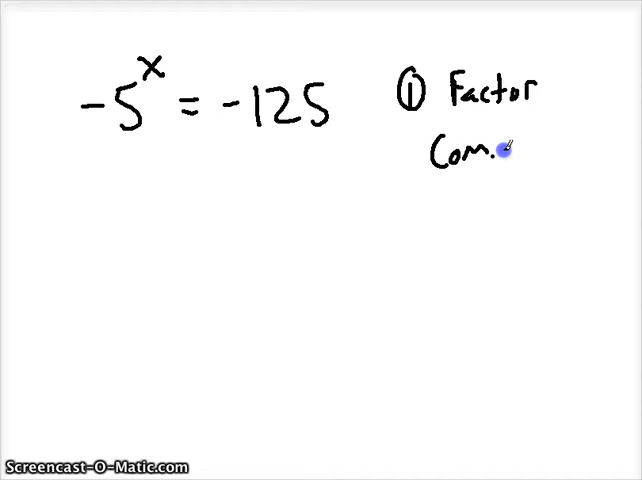 -5^x = -125
① Factor
Com.
Screencast-O-Matic.com